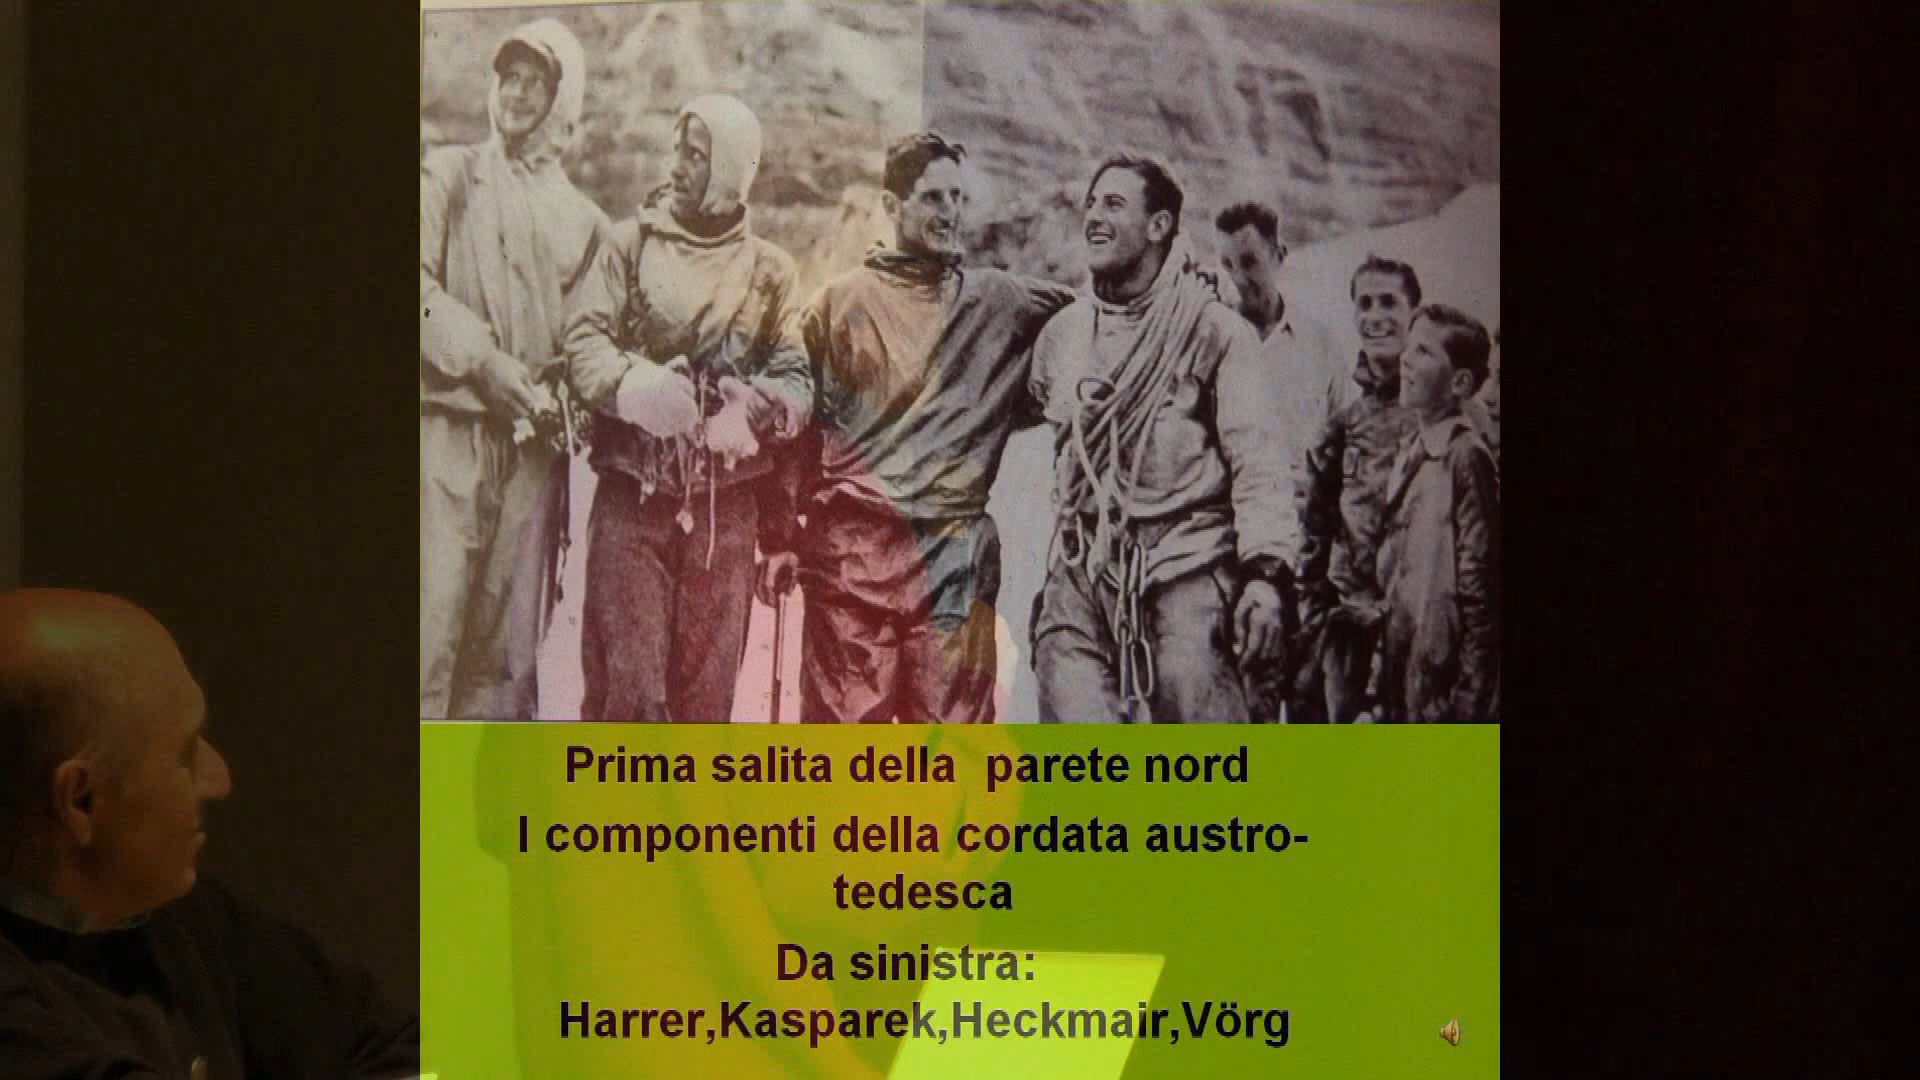 Prima salita della parete nord
I componenti della cordata austro-
tedesca
Da sinistra:
Harrer,Kasparek,Heckmair,Vörg